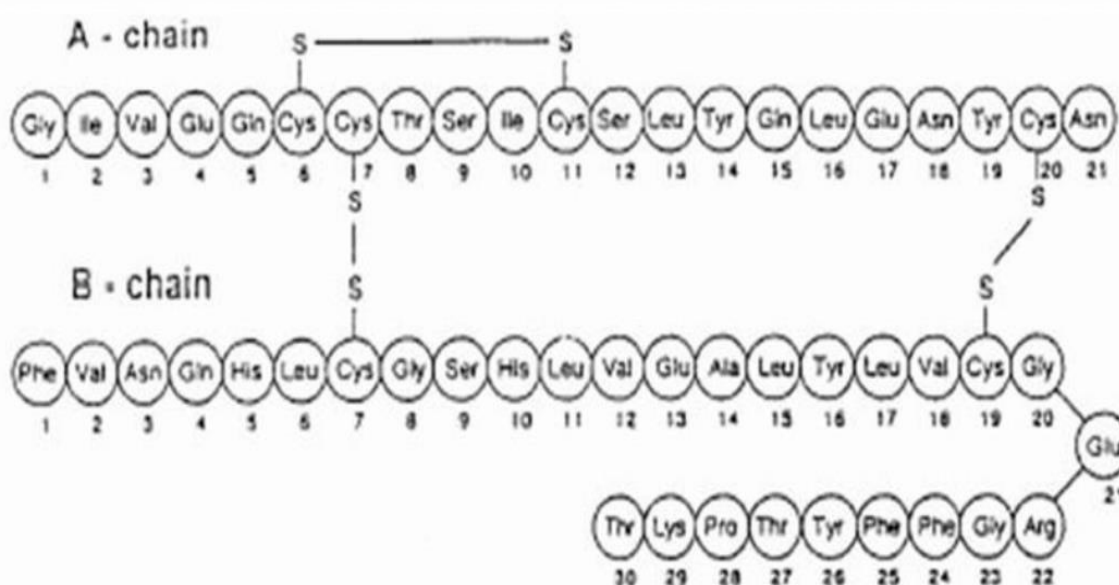 A - chain
S S
Gly Ile Val Glu Gln Cys Cys Thr Ser Ile Cys Ser Leu Tyr Gln Leu Glu Asn Tyr Cys Asn
1 2 3 4 5 6 7 8 9 10 11 12 13 14 15 16 17 18 19 20 21
S S
B - chain
S S
Phe Val Asn Gln His Leu Cys Gly Ser His Leu Val Glu Ala Leu Tyr Leu Val Cys Gly
1 2 3 4 5 6 7 8 9 10 11 12 13 14 15 16 17 18 19 20
Glu
21
Thr Lys Pro Thr Tyr Phe Phe Gly Arg
30 29 28 27 26 25 24 23 22